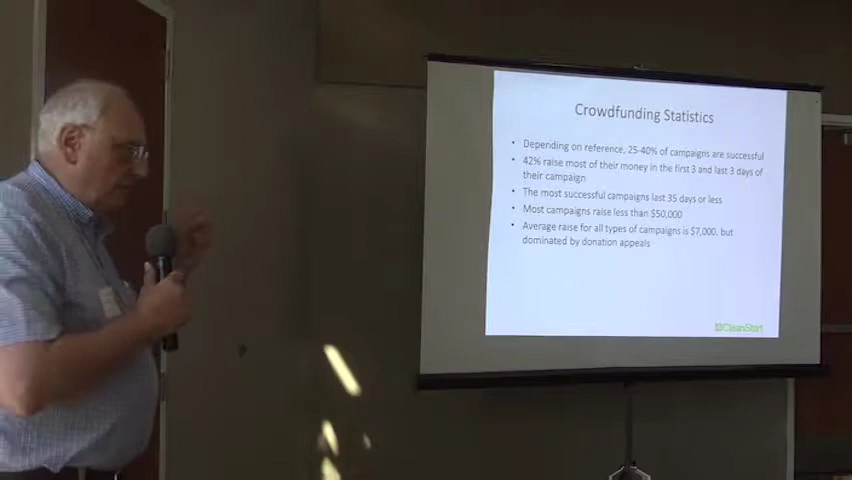 Crowdfunding Statistics
• Depending on reference, 25-40% of campaigns are successful
• 42% raise most of their money in the first 3 and last 3 days of
their campaign
• The most successful campaigns last 35 days or less
• Most campaigns raise less than $50,000
• Average raise for all types of campaigns is $7,000, but
dominated by donation appeals
CleanStart